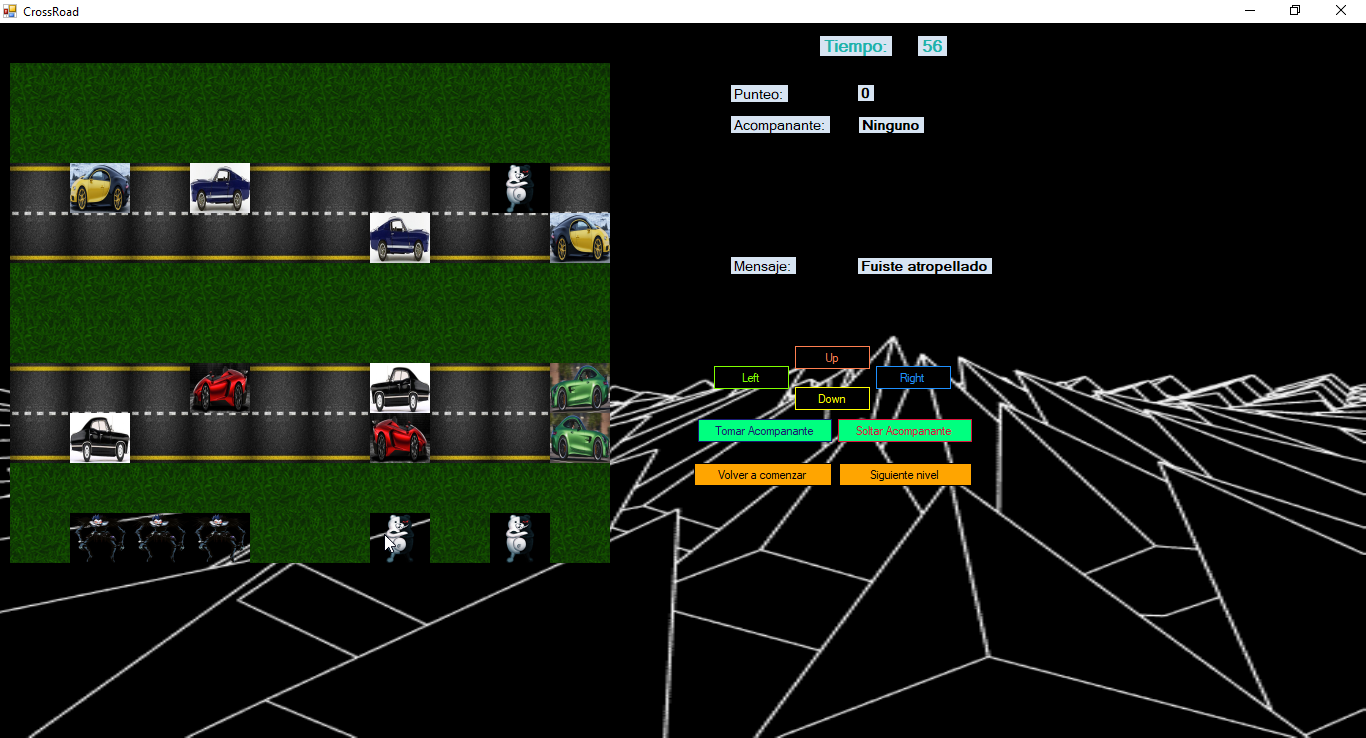 CrossRoad
Tiempo: 56
Punteo: 0
Acompanante: Ninguno
Mensaje: Fuiste atropellado
Up
Left
Right
Down
Tomar Acompanante
Soltar Acompanante
Volver a comenzar
Siguiente nivel